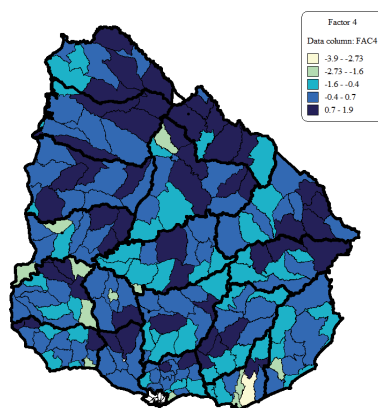 Factor 4
Data column: FAC4
-3.9 - -2.73
-2.73 - -1.6
-1.6 - -0.4
-0.4 - 0.7
0.7 - 1.9